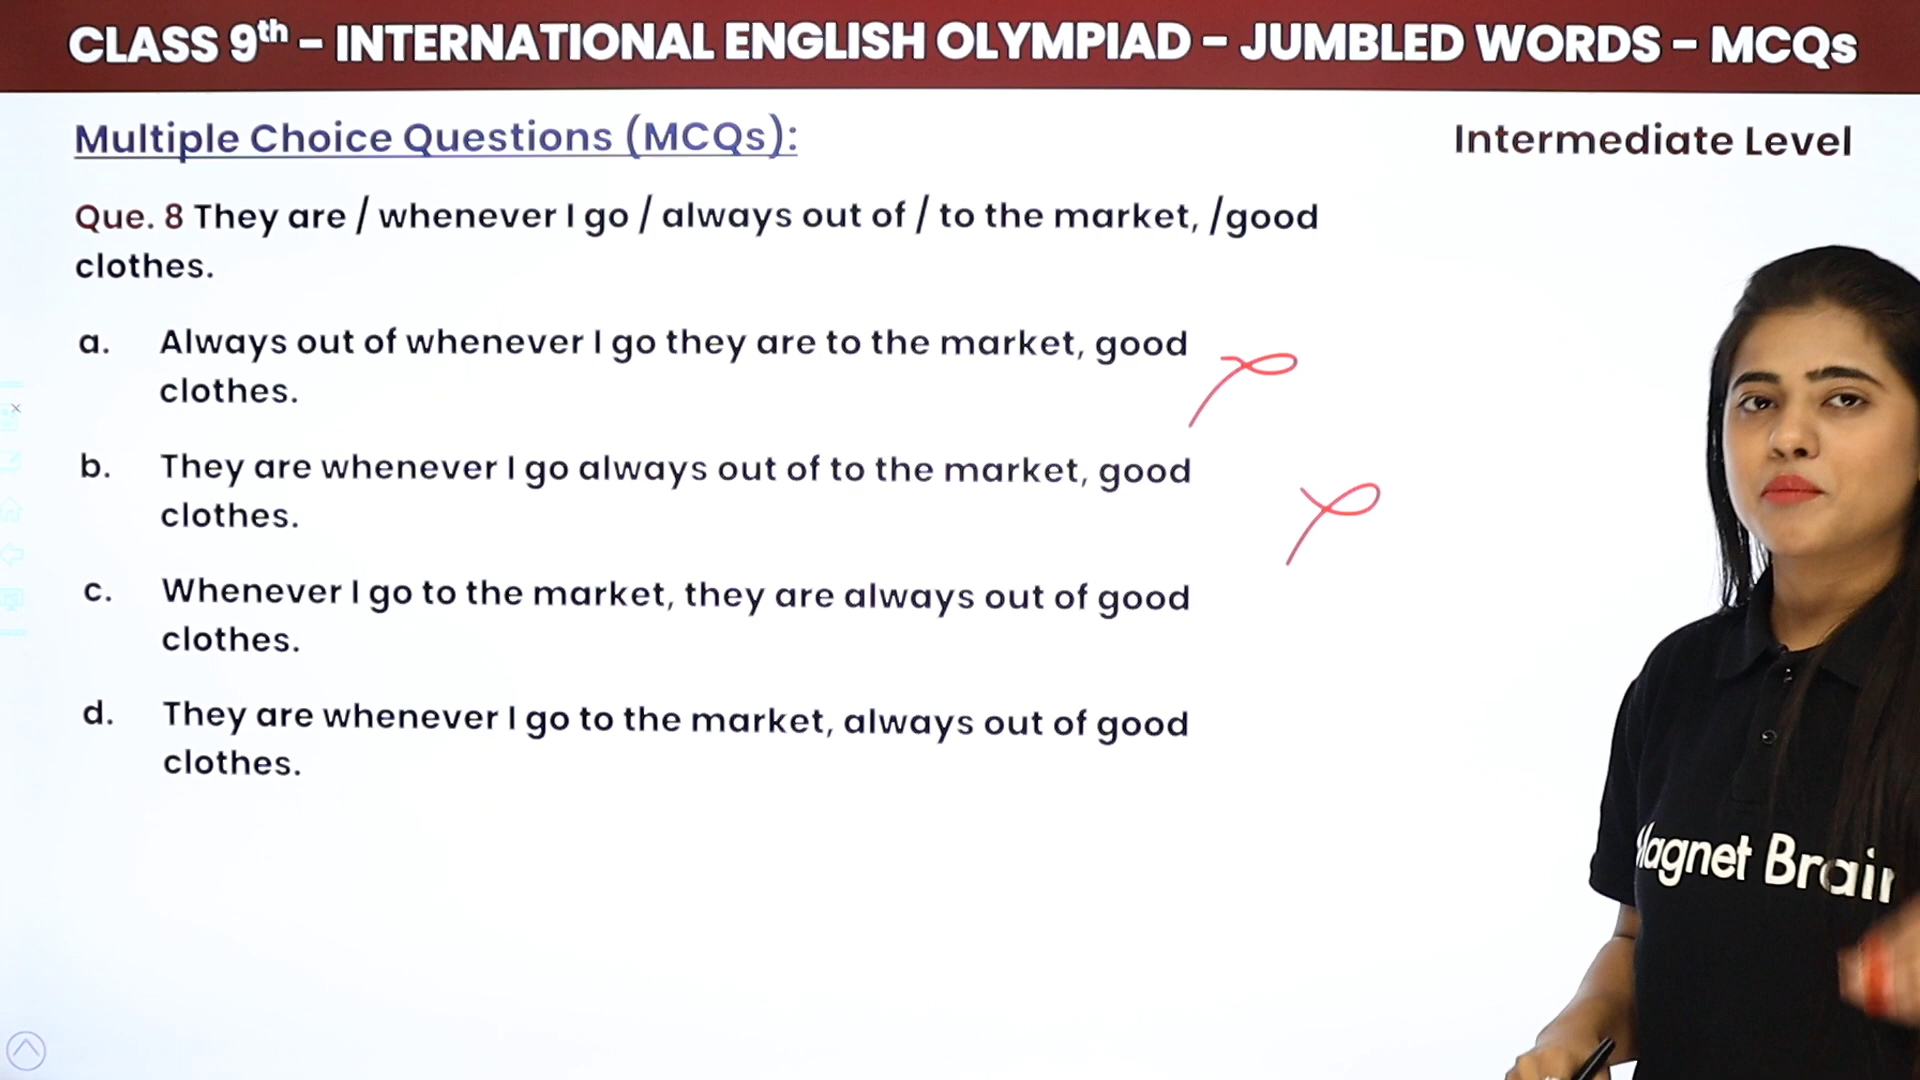 CLASS 9th - INTERNATIONAL ENGLISH OLYMPIAD - JUMBLED WORDS - MCQs
Multiple Choice Questions (MCQs):
Intermediate Level
Que. 8 They are / whenever I go / always out of / to the market, /good
clothes.
a. Always out of whenever I go they are to the market, good
clothes.
b. They are whenever I go always out of to the market, good
clothes.
c. Whenever I go to the market, they are always out of good
clothes.
d. They are whenever I go to the market, always out of good
clothes.
Magnet Brain